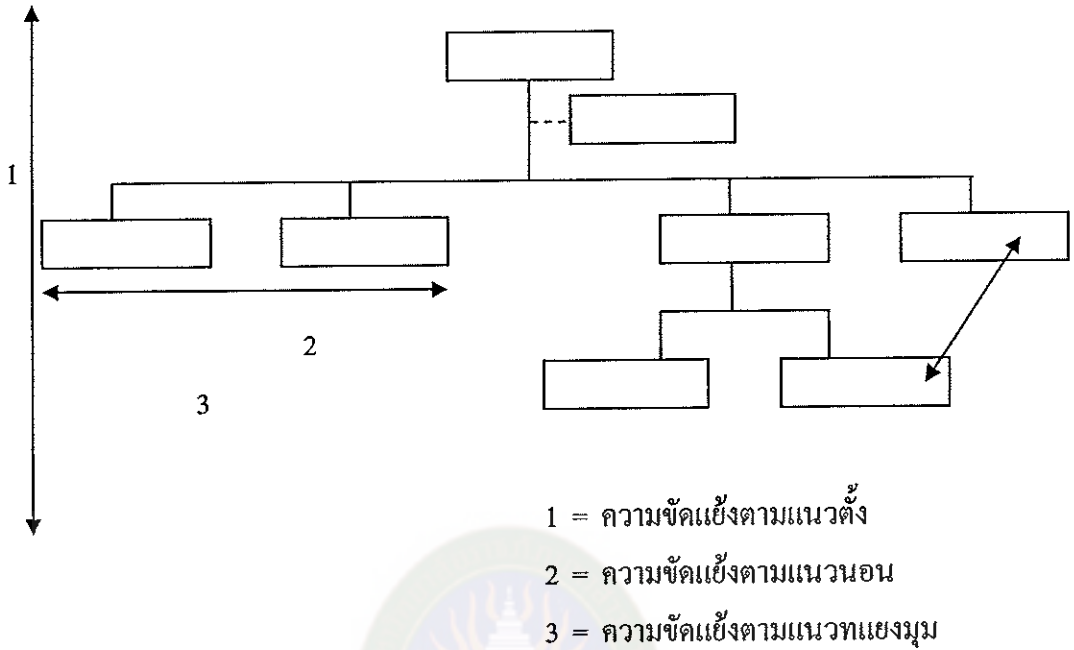 1
2
3
1 = ความขัดแย้งตามแนวตั้ง
2 = ความขัดแย้งตามแนวนอน
3 = ความขัดแย้งตามแนวทแยงมุม